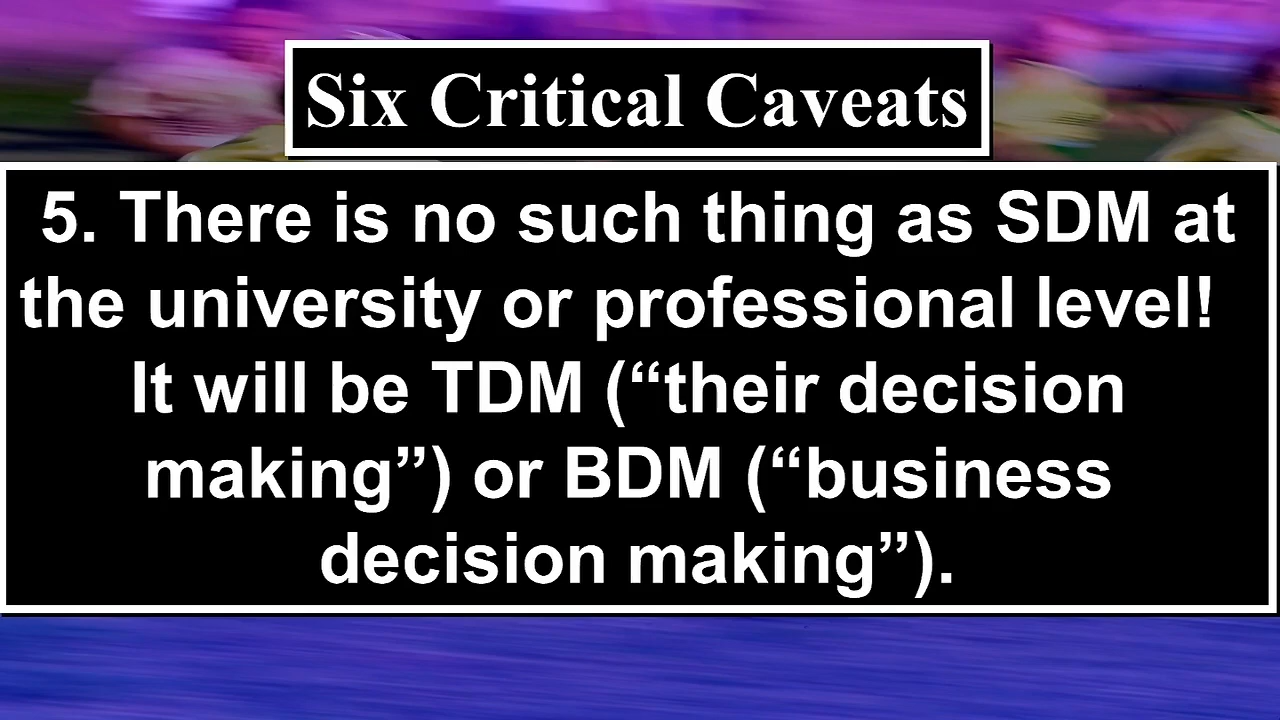 Six Critical Caveats
5. There is no such thing as SDM at
the university or professional level!
It will be TDM (“their decision
making”) or BDM (“business
decision making”).